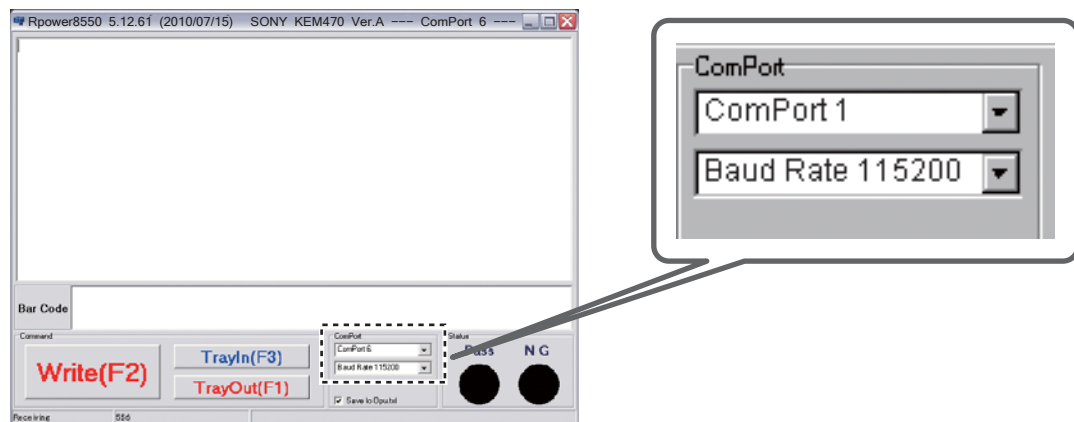 Rpower8550 5.12.61 (2010/07/15) SONY KEM470 Ver.A --- ComPort 6 ---
Bar Code
Command
Write(F2)
TrayIn(F3)
TrayOut(F1)
ComPort
ComPort 6
Baud Rate 115200
Save to Opu.txt
Status
Pass
N G
Receiving
586
ComPort
ComPort 1
Baud Rate 115200